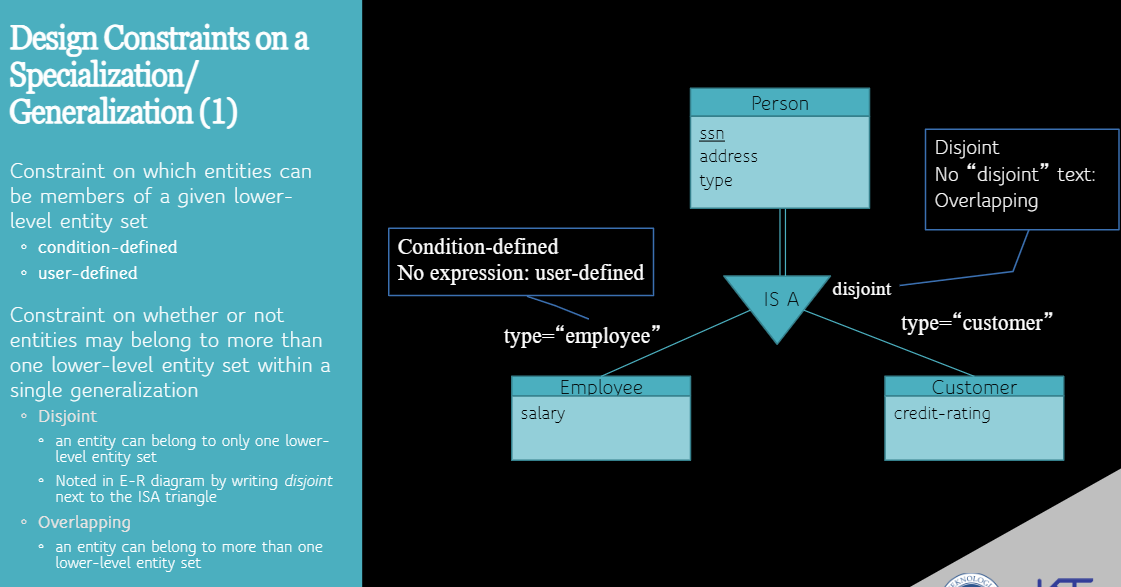 Design Constraints on a
Specialization/
Generalization (1)
Constraint on which entities can
be members of a given lower-
level entity set
condition-defined
user-defined
Constraint on whether or not
entities may belong to more than
one lower-level entity set within a
single generalization
Disjoint
an entity can belong to only one lower-
level entity set
Noted in E-R diagram by writing disjoint
next to the ISA triangle
Overlapping
an entity can belong to more than one
lower-level entity set
Person
ssn
address
type
Disjoint
No “disjoint” text:
Overlapping
Condition-defined
No expression: user-defined
IS A
disjoint
type=“employee”
type=“customer”
Employee
salary
Customer
credit-rating